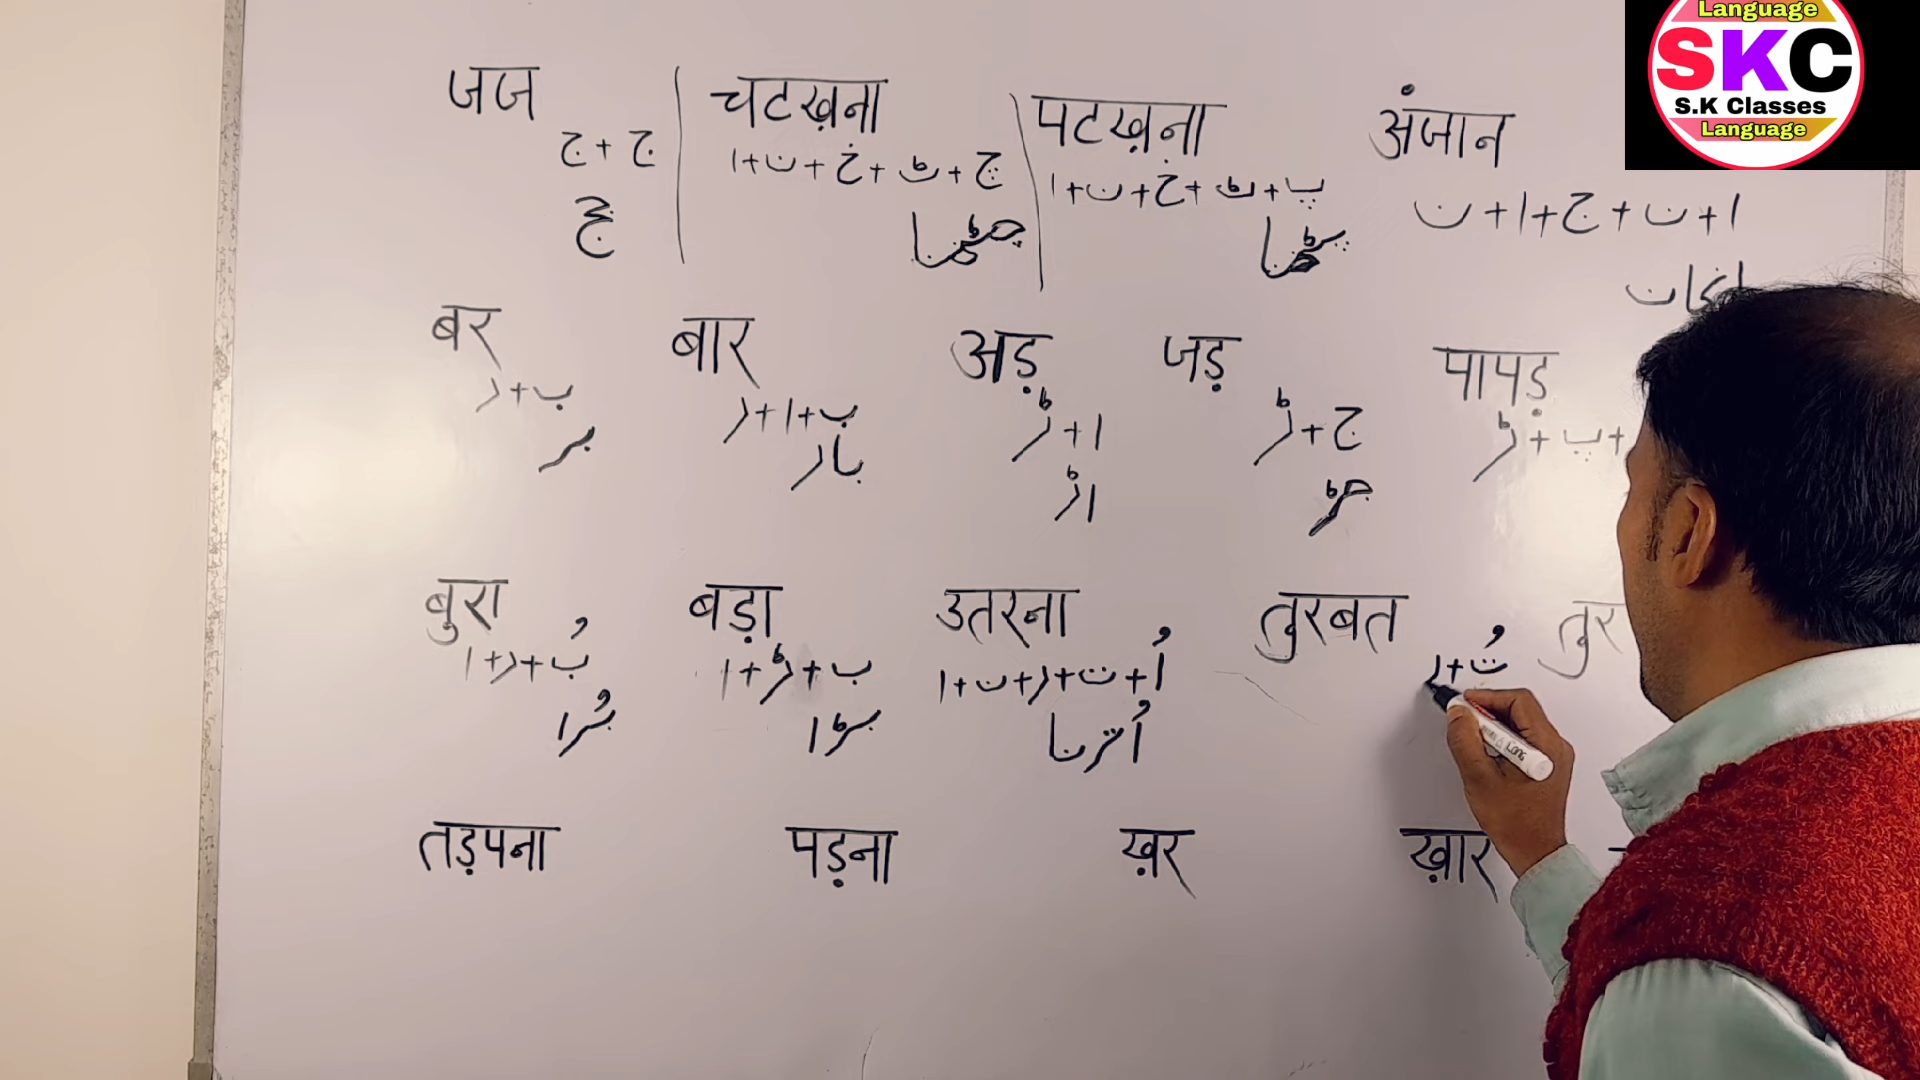 Language
SKC
S.K Classes
Language
जज चटख़ना पटख़ना अंजान
ج + ج
چ + ٹ + خ + ن + ا
پ + ٹ + خ + ن + ا
ا + ن + ج + ا + ن
جج چٹخنا پٹخنا انجان
बर बार अड़ जड़ पापड़
ب + ر
ب + ا + ر
ا + ڑ
ج + ڑ
+ پ + ڑ
بر بار اڑ جڑ
बुरा बड़ा उतरना तुरबत तुर
بُ + ر + ا
ب + ڑ + ا
اُ + ت + ر + ن + ا
تُ + ر
بُرا بڑا اُترنا
तड़पना पड़ना ख़र ख़ार